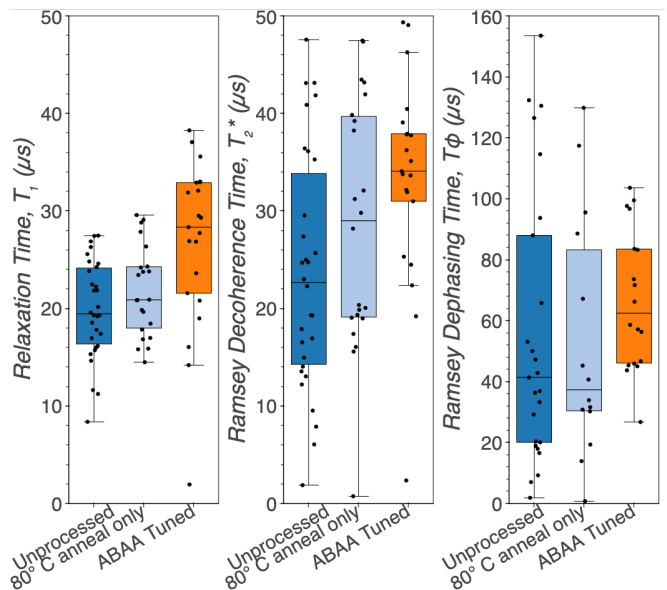 Relaxation Time, T₁ (μs)
50
40
30
20
10
0
Unprocessed
80° C anneal only
ABAA Tuned
Ramsey Decoherence Time, T₂* (μs)
50
40
30
20
10
0
Unprocessed
80° C anneal only
ABAA Tuned
Ramsey Dephasing Time, Tϕ (μs)
160
140
120
100
80
60
40
20
0
Unprocessed
80° C anneal only
ABAA Tuned